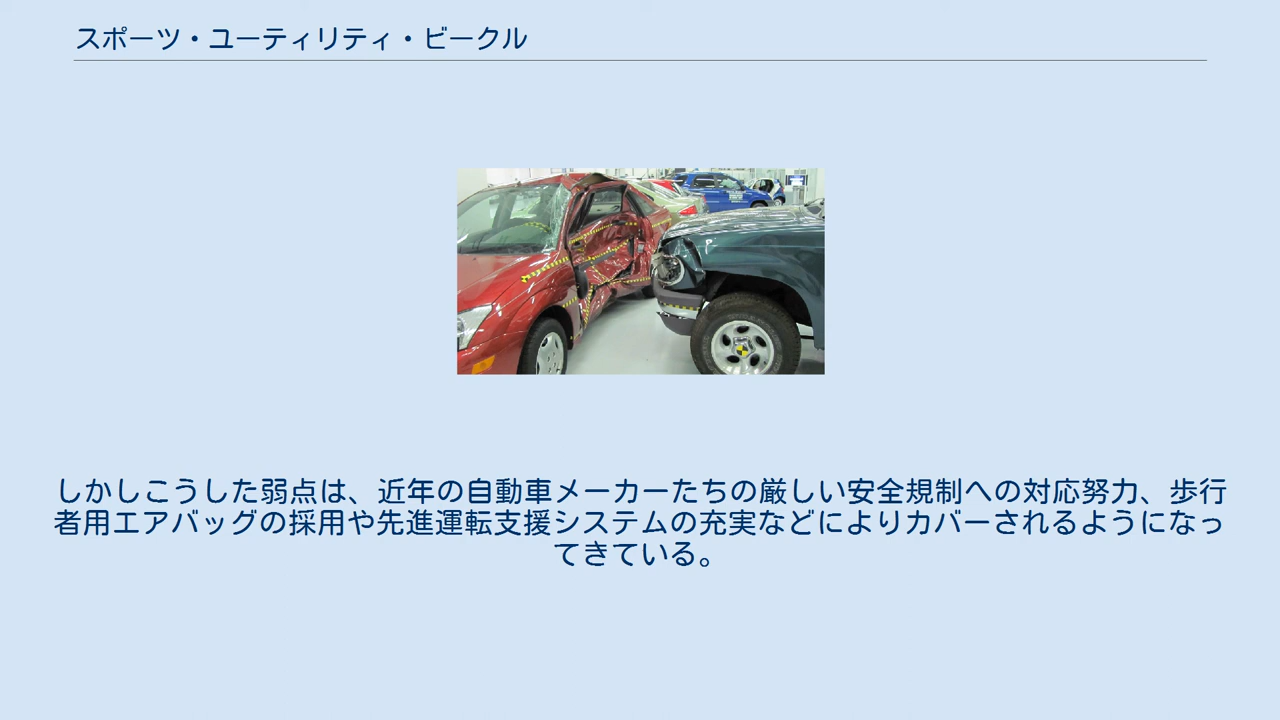 スポーツ・ユーティリティ・ビークル
しかしこうした弱点は、近年の自動車メーカーたちの厳しい安全規制への対応努力、歩行
者用エアバッグの採用や先進運転支援システムの充実などによりカバーされるようになっ
てきている。